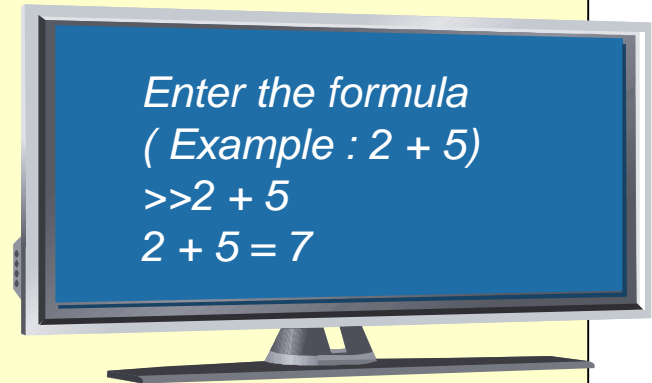 Enter the formula
( Example : 2 + 5)
>>2 + 5
2 + 5 = 7